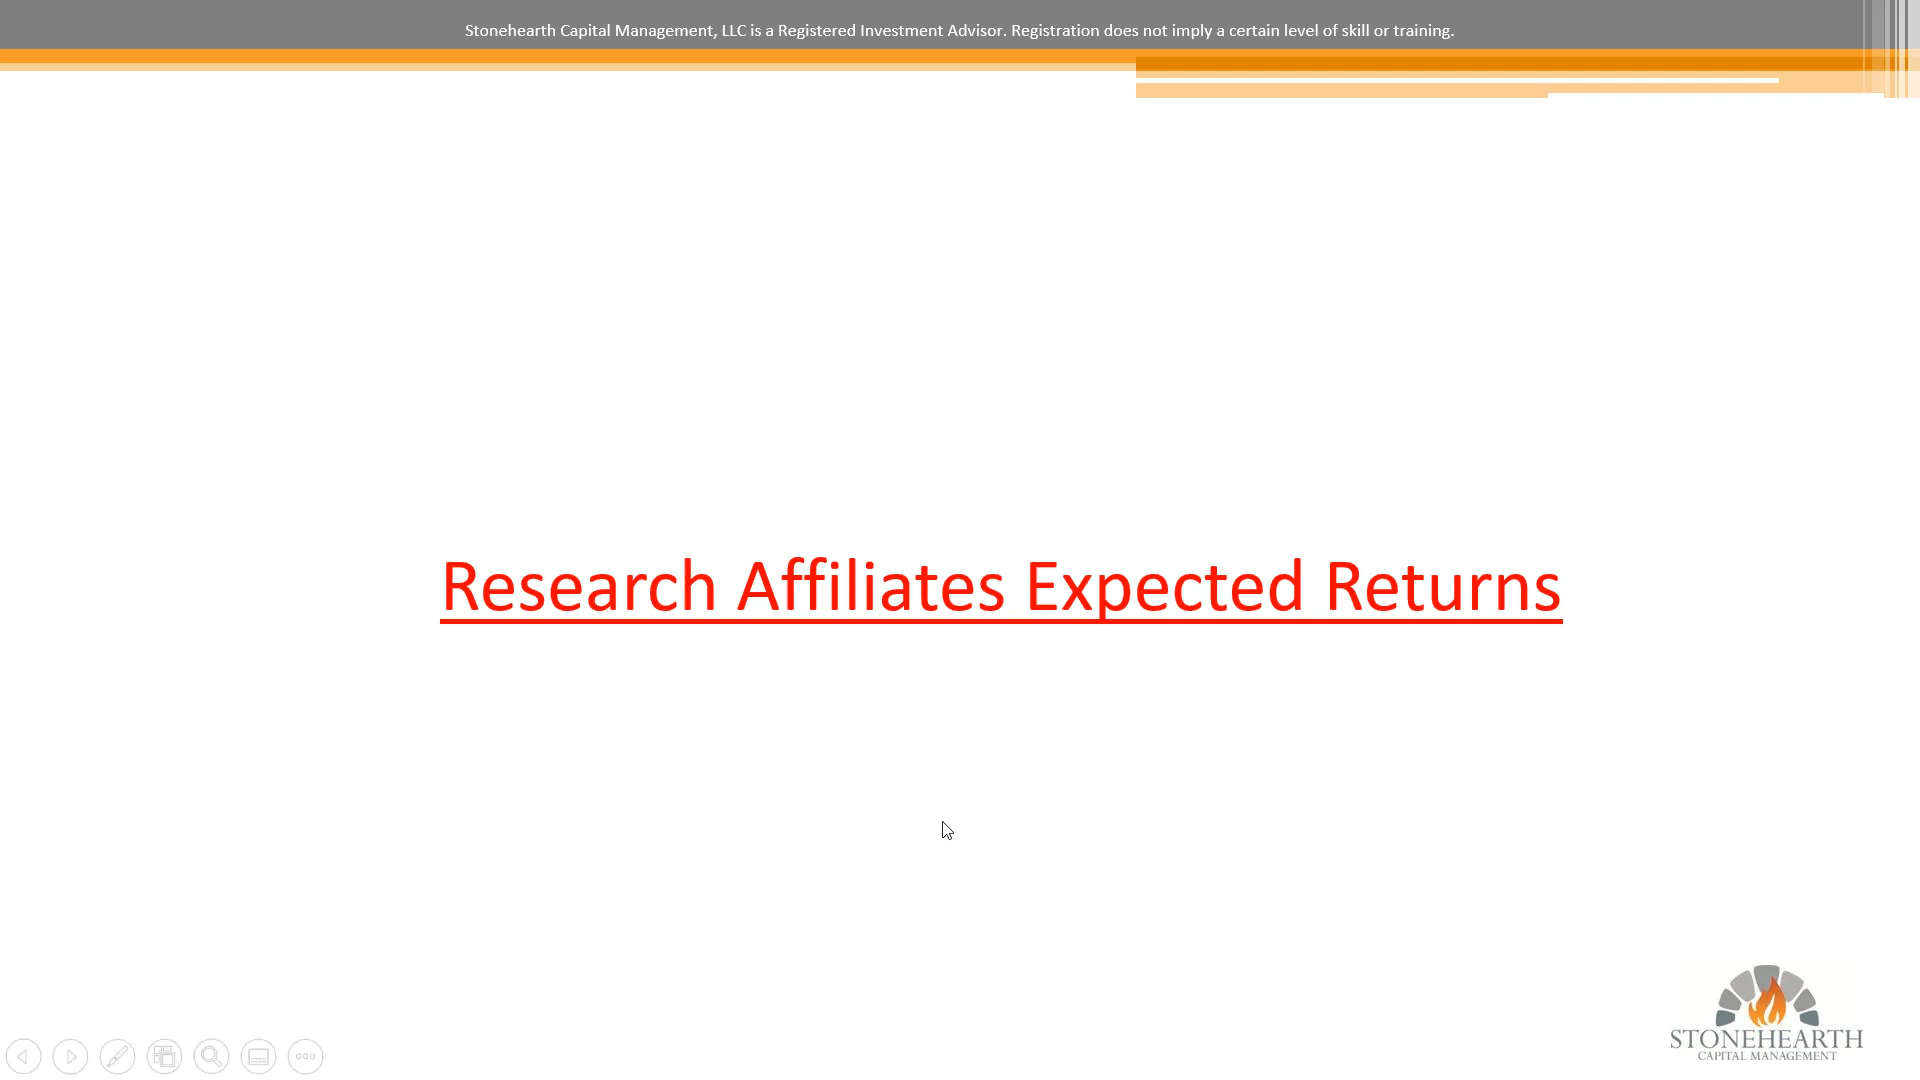 Stonehearth Capital Management, LLC is a Registered Investment Advisor. Registration does not imply a certain level of skill or training.
Research Affiliates Expected Returns
STONEHEARTH
CAPITAL MANAGEMENT